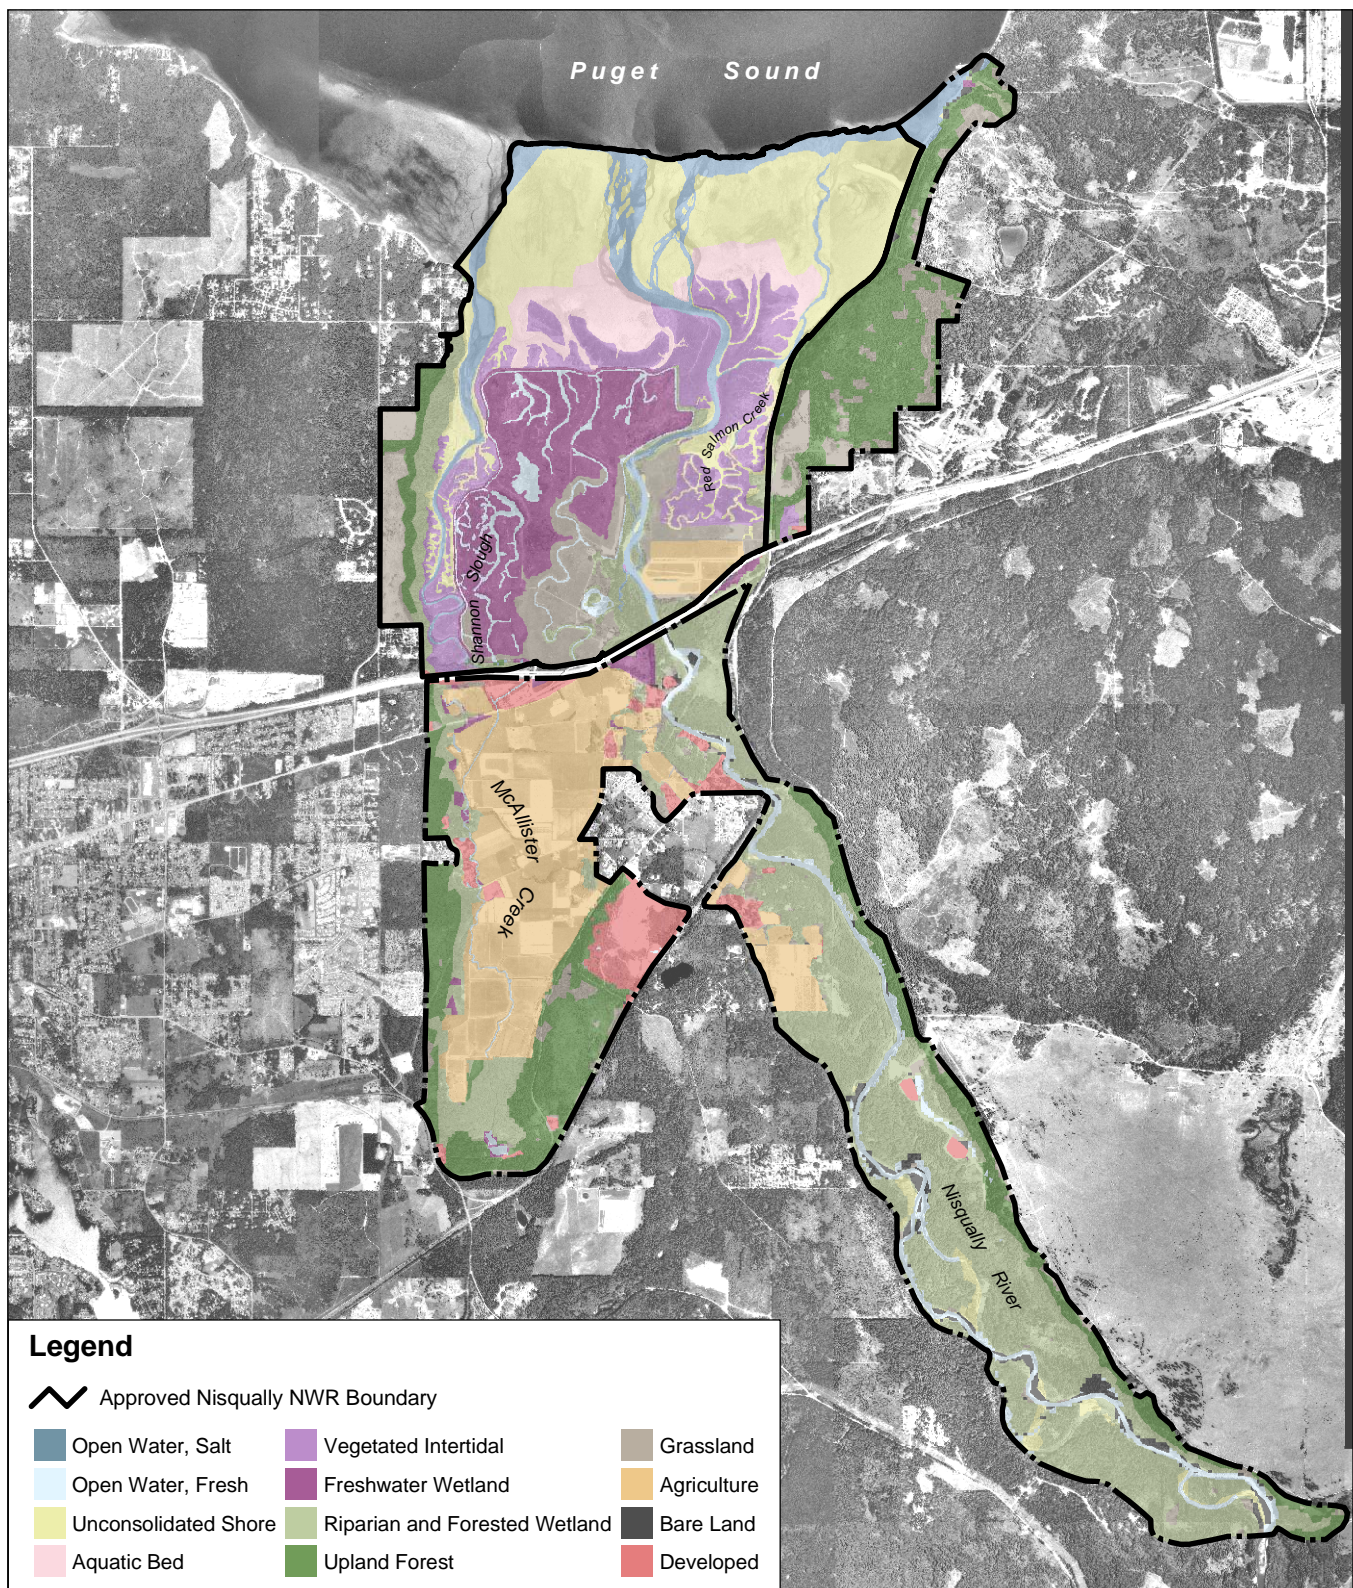 Puget Sound
Red Salmon Creek
Shannon Slough
McAllister Creek
Nisqually River
Legend
Approved Nisqually NWR Boundary
Open Water, Salt
Open Water, Fresh
Unconsolidated Shore
Aquatic Bed
Vegetated Intertidal
Freshwater Wetland
Riparian and Forested Wetland
Upland Forest
Grassland
Agriculture
Bare Land
Developed